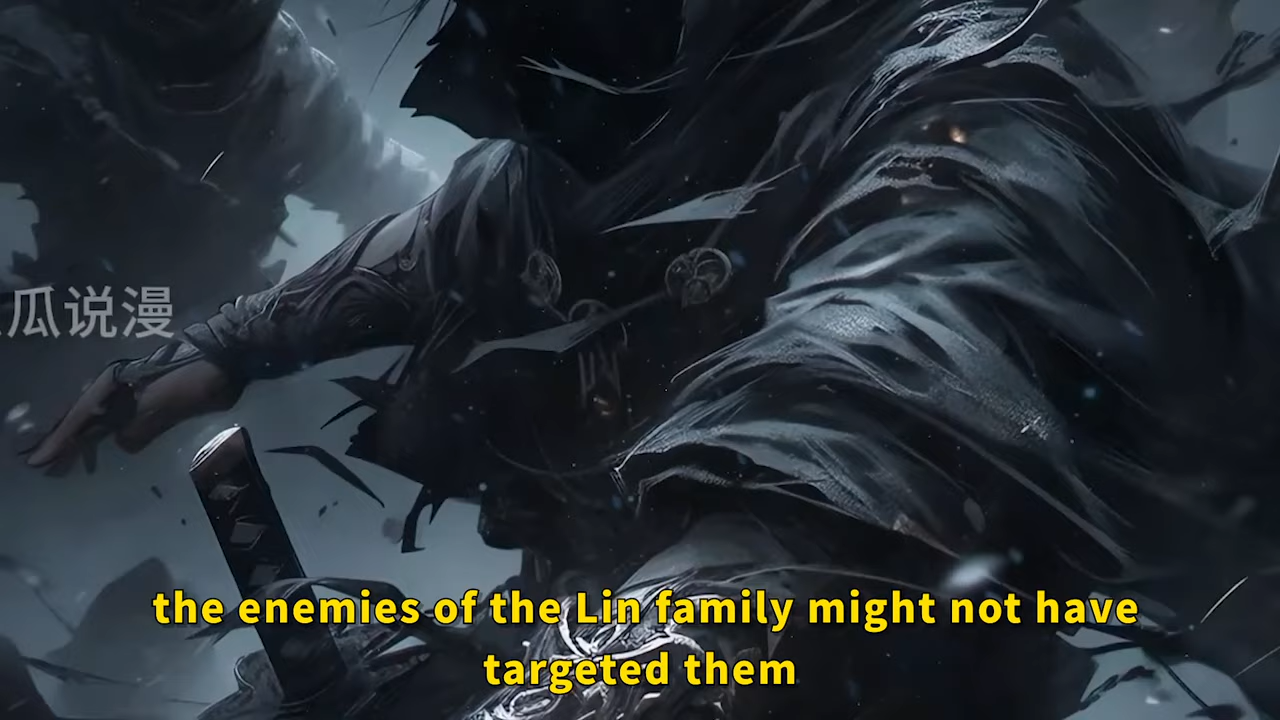 瓜说漫
the enemies of the Lin family might not have
targeted them